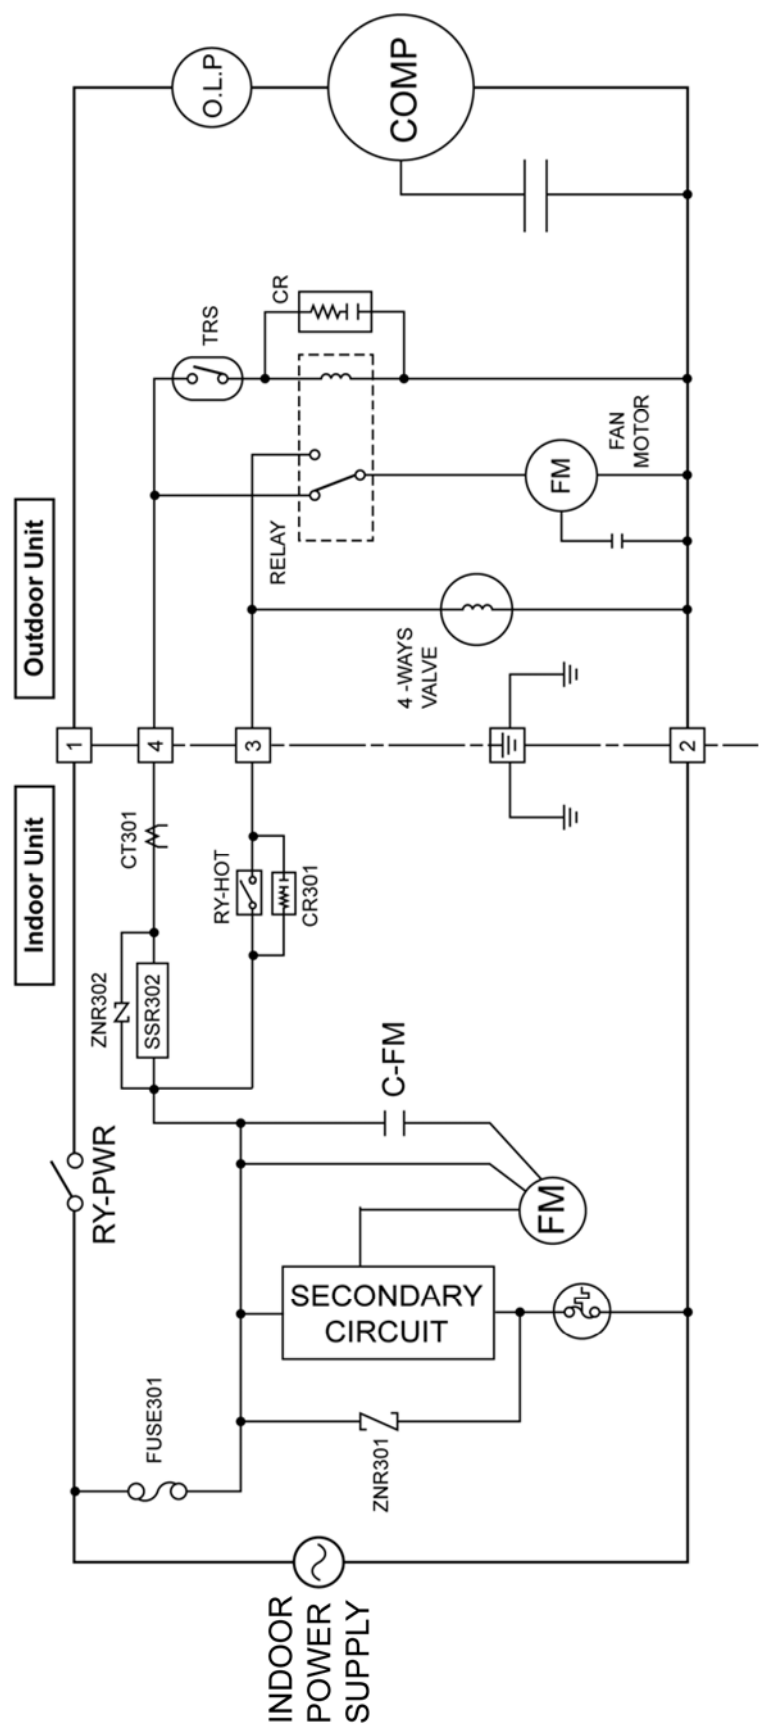 Indoor Unit
Outdoor Unit
INDOOR
POWER
SUPPLY
FUSE301
RY-PWR
ZNR302
SSR302
CT301
1
4
3
2
TRS
O.L.P
COMP
CR
RY-HOT
CR301
RELAY
ZNR301
SECONDARY
CIRCUIT
C-FM
FM
4 -WAYS
VALVE
FM
FAN
MOTOR